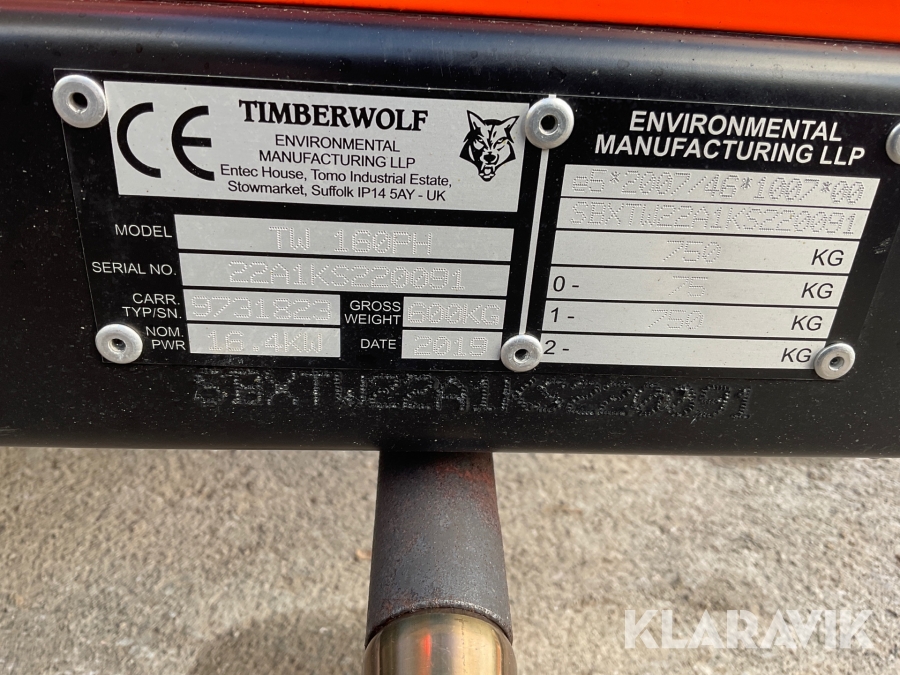 CE
TIMBERWOLF
ENVIRONMENTAL
MANUFACTURING LLP
Entec House, Tomo Industrial Estate,
Stowmarket, Suffolk IP14 5AY - UK
MODEL TW 160PH
SERIAL NO. 22A1KS220091
CARR. TYP/SN. 9731823 GROSS WEIGHT 600KG
NOM. PWR 16.4KW DATE 2019
ENVIRONMENTAL
MANUFACTURING LLP
e5*2007/46*1007*00
SBXTW22A1KS220091
750 KG
0 - 75 KG
1 - 750 KG
2 - KG
SBXTW22A1KS220091
KLARAVIK